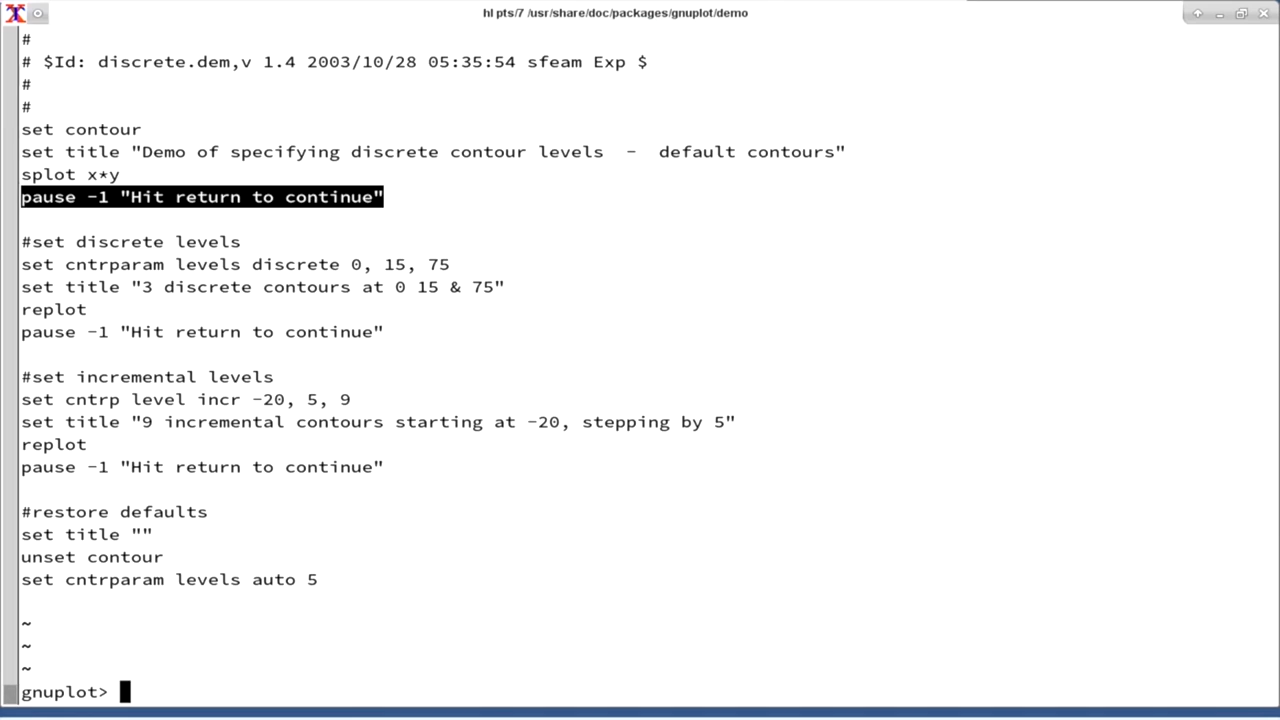 hl pts/7 /usr/share/doc/packages/gnuplot/demo
#
# $Id: discrete.dem,v 1.4 2003/10/28 05:35:54 sfeam Exp $
#
#
set contour
set title "Demo of specifying discrete contour levels  -  default contours"
splot x*y
pause -1 "Hit return to continue"
#set discrete levels
set cntrparam levels discrete 0, 15, 75
set title "3 discrete contours at 0 15 & 75"
replot
pause -1 "Hit return to continue"
#set incremental levels
set cntrp level incr -20, 5, 9
set title "9 incremental contours starting at -20, stepping by 5"
replot
pause -1 "Hit return to continue"
#restore defaults
set title ""
unset contour
set cntrparam levels auto 5
~
~
~
gnuplot>